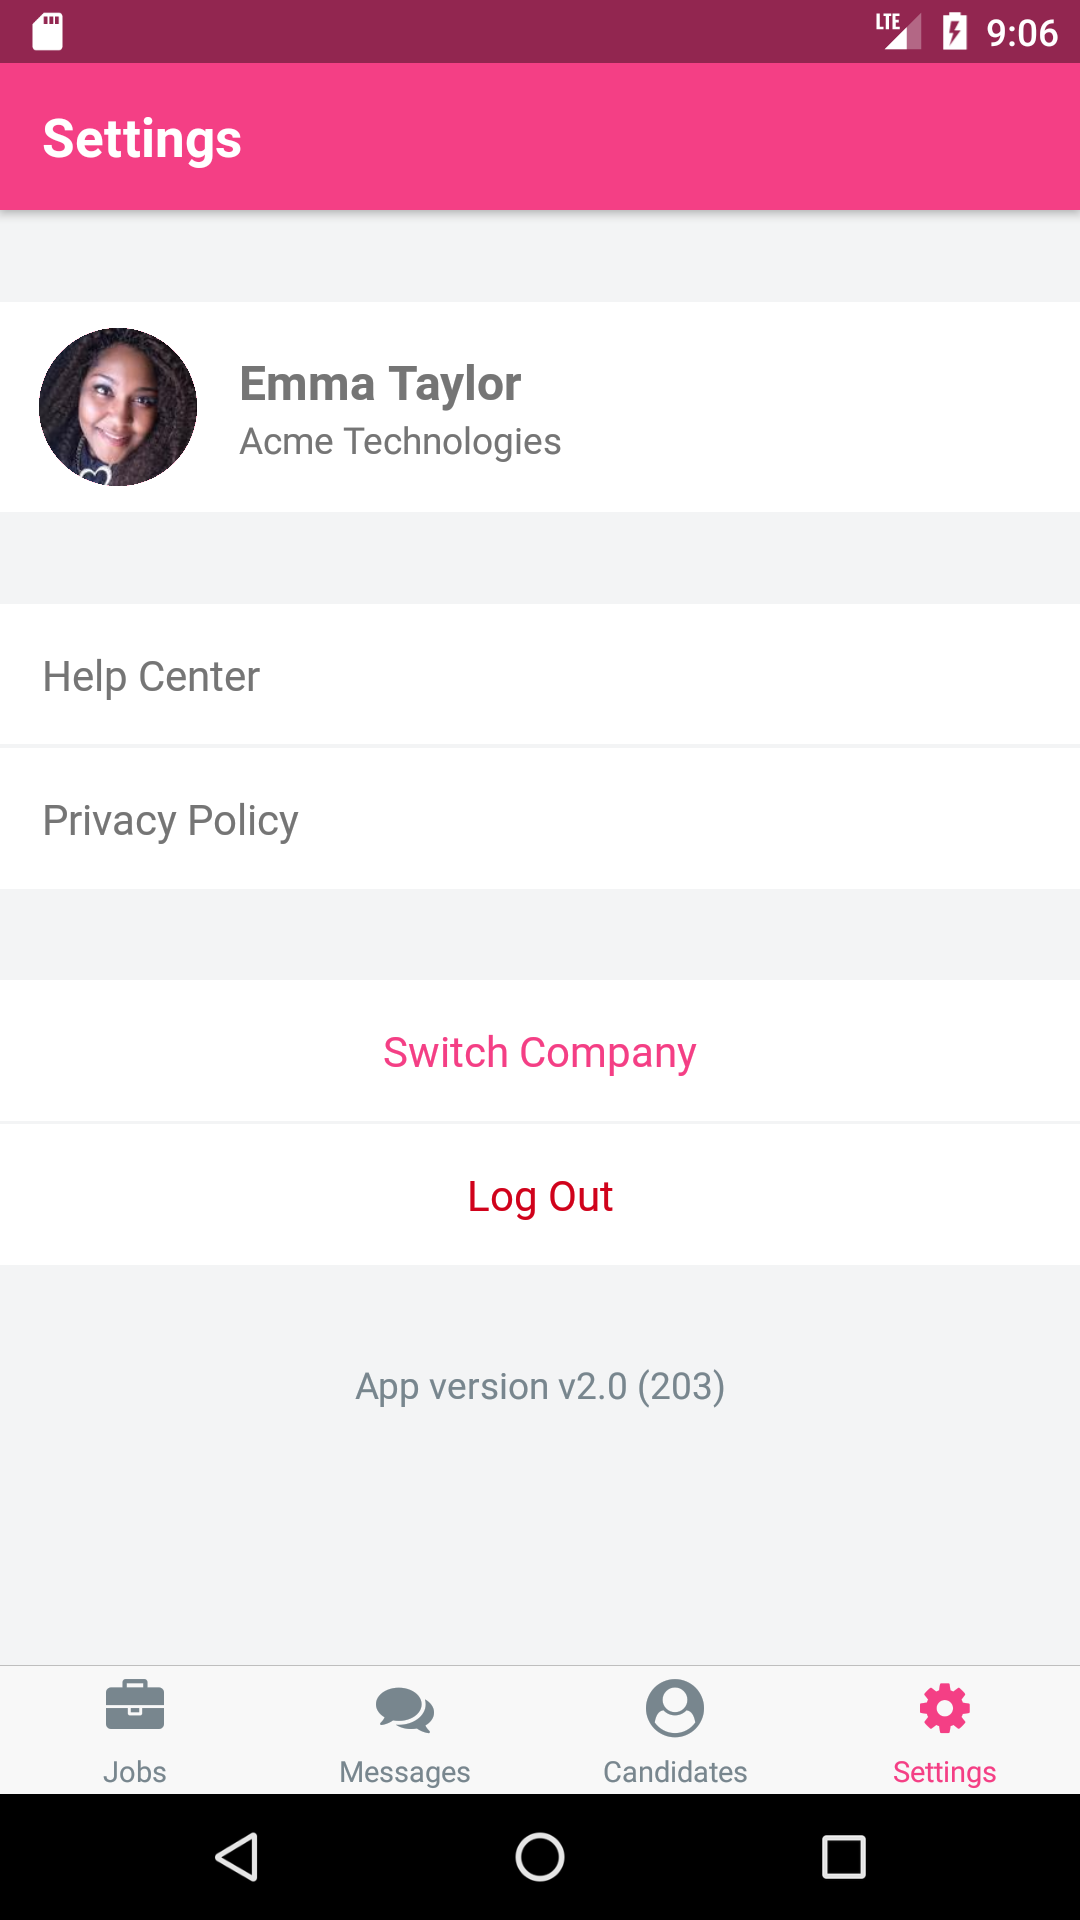 LTE 9:06
Settings
Emma Taylor
Acme Technologies
Help Center
Privacy Policy
Switch Company
Log Out
App version v2.0 (203)
Jobs Messages Candidates Settings